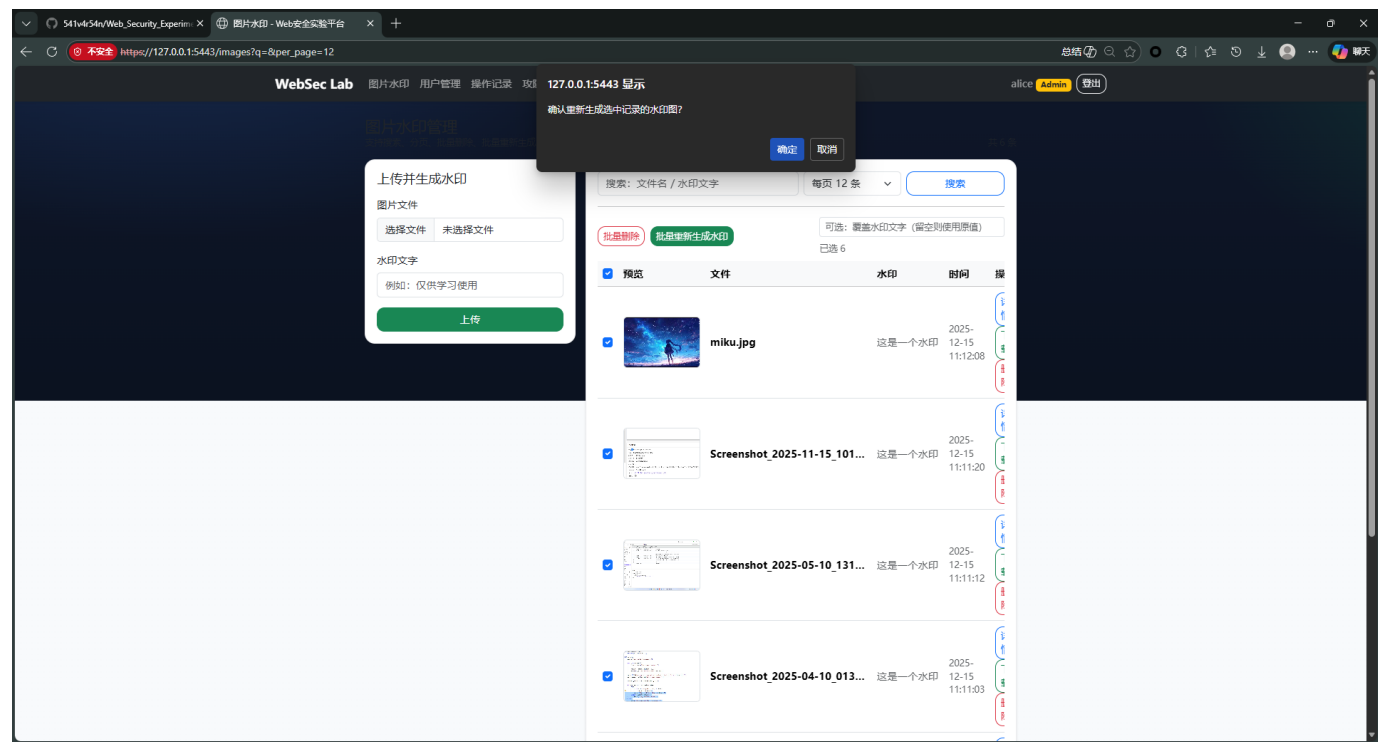 541v4r54n/Web_Security_Experim
图片水印 - Web安全实验平台
不安全 https://127.0.0.1:5443/images?q=&per_page=12
总结
聊天
WebSec Lab 图片水印 用户管理 操作记录
alice Admin 登出
127.0.0.1:5443 显示
确认重新生成选中记录的水印图?
确定 取消
图片水印管理
上传并生成水印
图片文件
选择文件 未选择文件
水印文字
例如：仅供学习使用
上传
搜索：文件名 / 水印文字 每页 12 条 搜索
批量删除 批量重新生成水印 可选：覆盖水印文字（留空则使用原值）
已选 6
预览 文件 水印 时间 操
miku.jpg 这是一个水印 2025-
12-15
11:12:08
Screenshot_2025-11-15_101... 这是一个水印 2025-
12-15
11:11:20
Screenshot_2025-05-10_131... 这是一个水印 2025-
12-15
11:11:12
Screenshot_2025-04-10_013... 这是一个水印 2025-
12-15
11:11:03